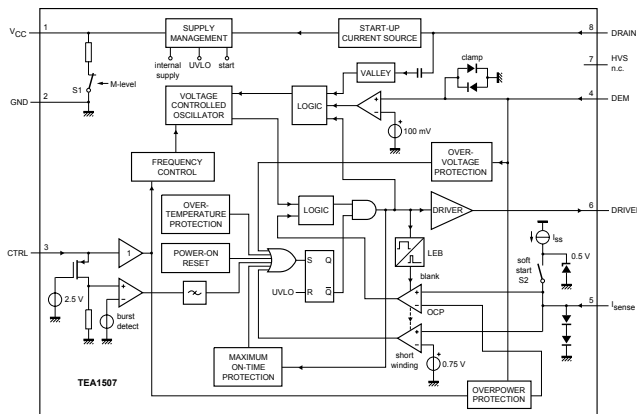 VCC 1
SUPPLY
MANAGEMENT
START-UP
CURRENT SOURCE
8 DRAIN
internal
supply
UVLO
start
clamp
7 HVS
n.c.
S1
M-level
VALLEY
GND 2
VOLTAGE
CONTROLLED
OSCILLATOR
LOGIC
4 DEM
100 mV
FREQUENCY
CONTROL
OVER-
VOLTAGE
PROTECTION
OVER-
TEMPERATURE
PROTECTION
LOGIC
DRIVER
6 DRIVER
CTRL 3
1
POWER-ON
RESET
S Q
LEB
Iss
0.5 V
soft
start
S2
2.5 V
UVLO
R Q
blank
burst
detect
OCP
5 Isense
short
winding
0.75 V
MAXIMUM
ON-TIME
PROTECTION
TEA1507
OVERPOWER
PROTECTION